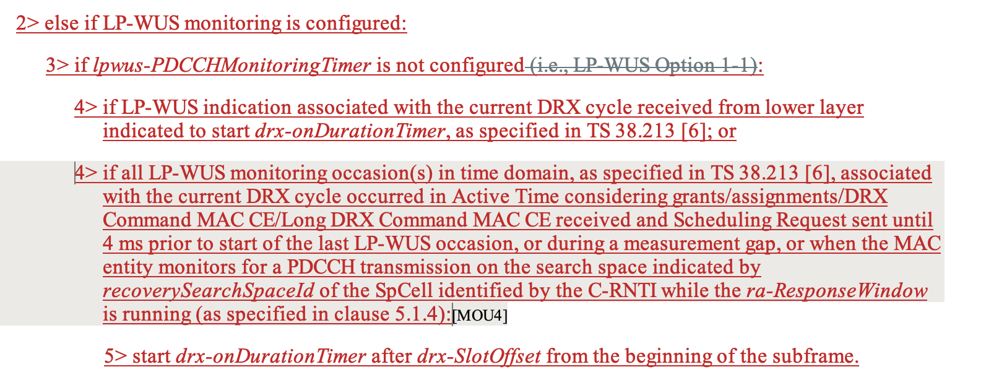 2> else if LP-WUS monitoring is configured:
3> if lpwus-PDCCHMonitoringTimer is not configured (i.e., LP-WUS Option 1-1):
4> if LP-WUS indication associated with the current DRX cycle received from lower layer
indicated to start drx-onDurationTimer, as specified in TS 38.213 [6]; or
4> if all LP-WUS monitoring occasion(s) in time domain, as specified in TS 38.213 [6], associated
with the current DRX cycle occurred in Active Time considering grants/assignments/DRX
Command MAC CE/Long DRX Command MAC CE received and Scheduling Request sent until
4 ms prior to start of the last LP-WUS occasion, or during a measurement gap, or when the MAC
entity monitors for a PDCCH transmission on the search space indicated by
recoverySearchSpaceId of the SpCell identified by the C-RNTI while the ra-ResponseWindow
is running (as specified in clause 5.1.4):[MOU4]
5> start drx-onDurationTimer after drx-SlotOffset from the beginning of the subframe.